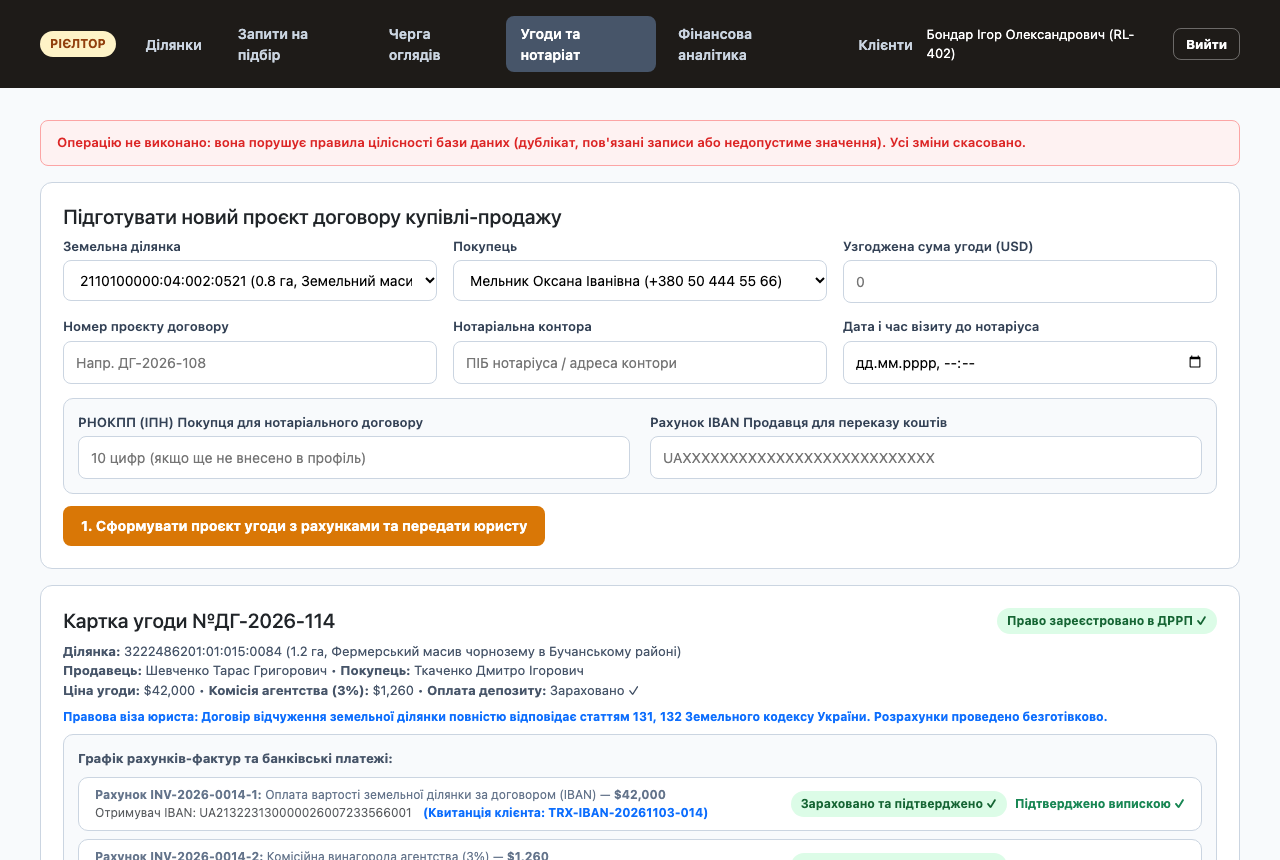 РІЄЛТОР
Ділянки
Запити на
підбір
Черга
оглядів
Угоди та
нотаріат
Фінансова
аналітика
Клієнти
Бондар Ігор Олександрович (RL-
402)
Вийти
Операцію не виконано: вона порушує правила цілісності бази даних (дублікат, пов'язані записи або недопустиме значення). Усі зміни скасовано.
Підготувати новий проєкт договору купівлі-продажу
Земельна ділянка
Покупець
Узгоджена сума угоди (USD)
2110100000:04:002:0521 (0.8 га, Земельний маси
Мельник Оксана Іванівна (+380 50 444 55 66)
0
Номер проєкту договору
Нотаріальна контора
Дата і час візиту до нотаріуса
Напр. ДГ-2026-108
ПІБ нотаріуса / адреса контори
дд.мм.рррр, --:--
РНОКПП (ІПН) Покупця для нотаріального договору
Рахунок IBAN Продавця для переказу коштів
10 цифр (якщо ще не внесено в профіль)
UAXXXXXXXXXXXXXXXXXXXXXXXXXXX
1. Сформувати проєкт угоди з рахунками та передати юристу
Картка угоди №ДГ-2026-114
Право зареєстровано в ДРРП ✓
Ділянка: 3222486201:01:015:0084 (1.2 га, Фермерський масив чорнозему в Бучанському районі)
Продавець: Шевченко Тарас Григорович • Покупець: Ткаченко Дмитро Ігорович
Ціна угоди: $42,000 • Комісія агентства (3%): $1,260 • Оплата депозиту: Зараховано ✓
Правова віза юриста: Договір відчуження земельної ділянки повністю відповідає статтям 131, 132 Земельного кодексу України. Розрахунки проведено безготівково.
Графік рахунків-фактур та банківські платежі:
Рахунок INV-2026-0014-1: Оплата вартості земельної ділянки за договором (IBAN) — $42,000
Отримувач IBAN: UA213223130000026007233566001 (Квитанція клієнта: TRX-IBAN-20261103-014)
Зараховано та підтверджено ✓
Підтверджено випискою ✓
Рахунок INV-2026-0014-2: Комісійна винагорода агентства (3%) — $1,260